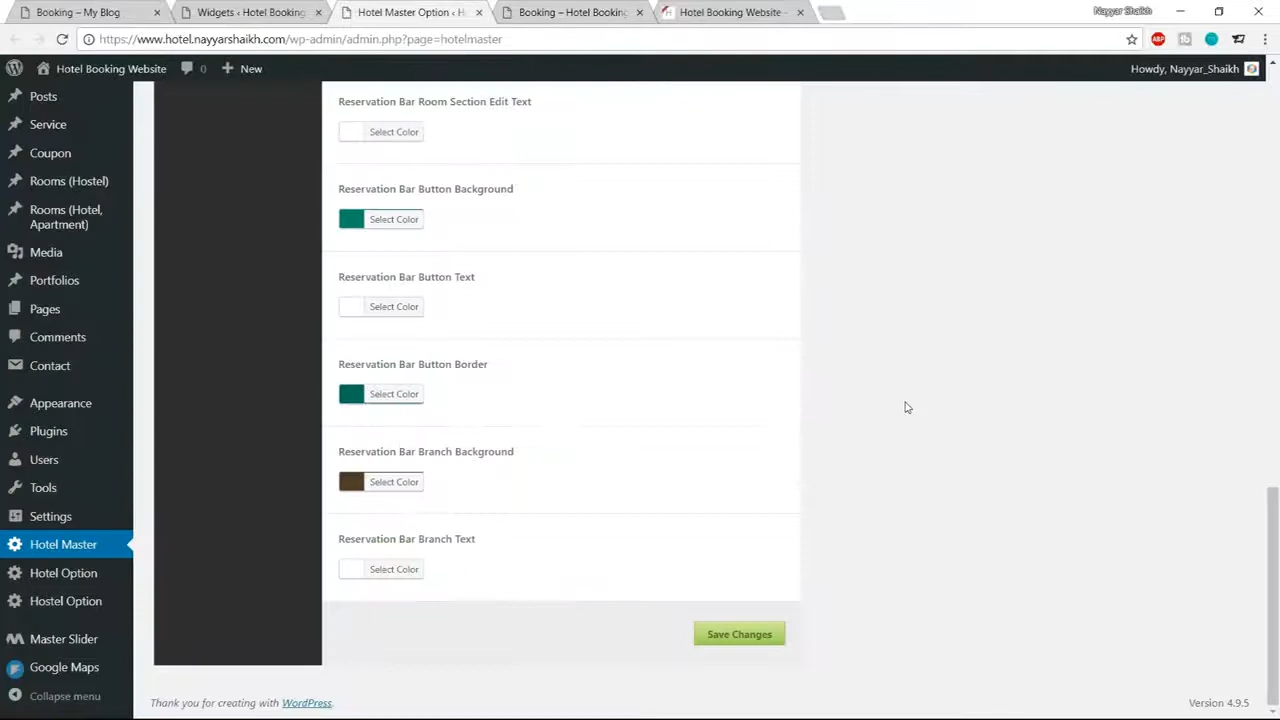 Booking – My Blog
Widgets ‹ Hotel Booking
Hotel Master Option ‹ H
Booking – Hotel Booking
Hotel Booking Website -
Nayyar Shaikh
https://www.hotel.nayyarshaikh.com/wp-admin/admin.php?page=hotelmaster
ABP
Hotel Booking Website
0
New
Howdy, Nayyar_Shaikh
Posts
Service
Coupon
Rooms (Hostel)
Rooms (Hotel,
Apartment)
Media
Portfolios
Pages
Comments
Contact
Appearance
Plugins
Users
Tools
Settings
Hotel Master
Hotel Option
Hostel Option
Master Slider
Google Maps
Collapse menu
Reservation Bar Room Section Edit Text
Select Color
Reservation Bar Button Background
Select Color
Reservation Bar Button Text
Select Color
Reservation Bar Button Border
Select Color
Reservation Bar Branch Background
Select Color
Reservation Bar Branch Text
Select Color
Save Changes
Thank you for creating with WordPress.
Version 4.9.5